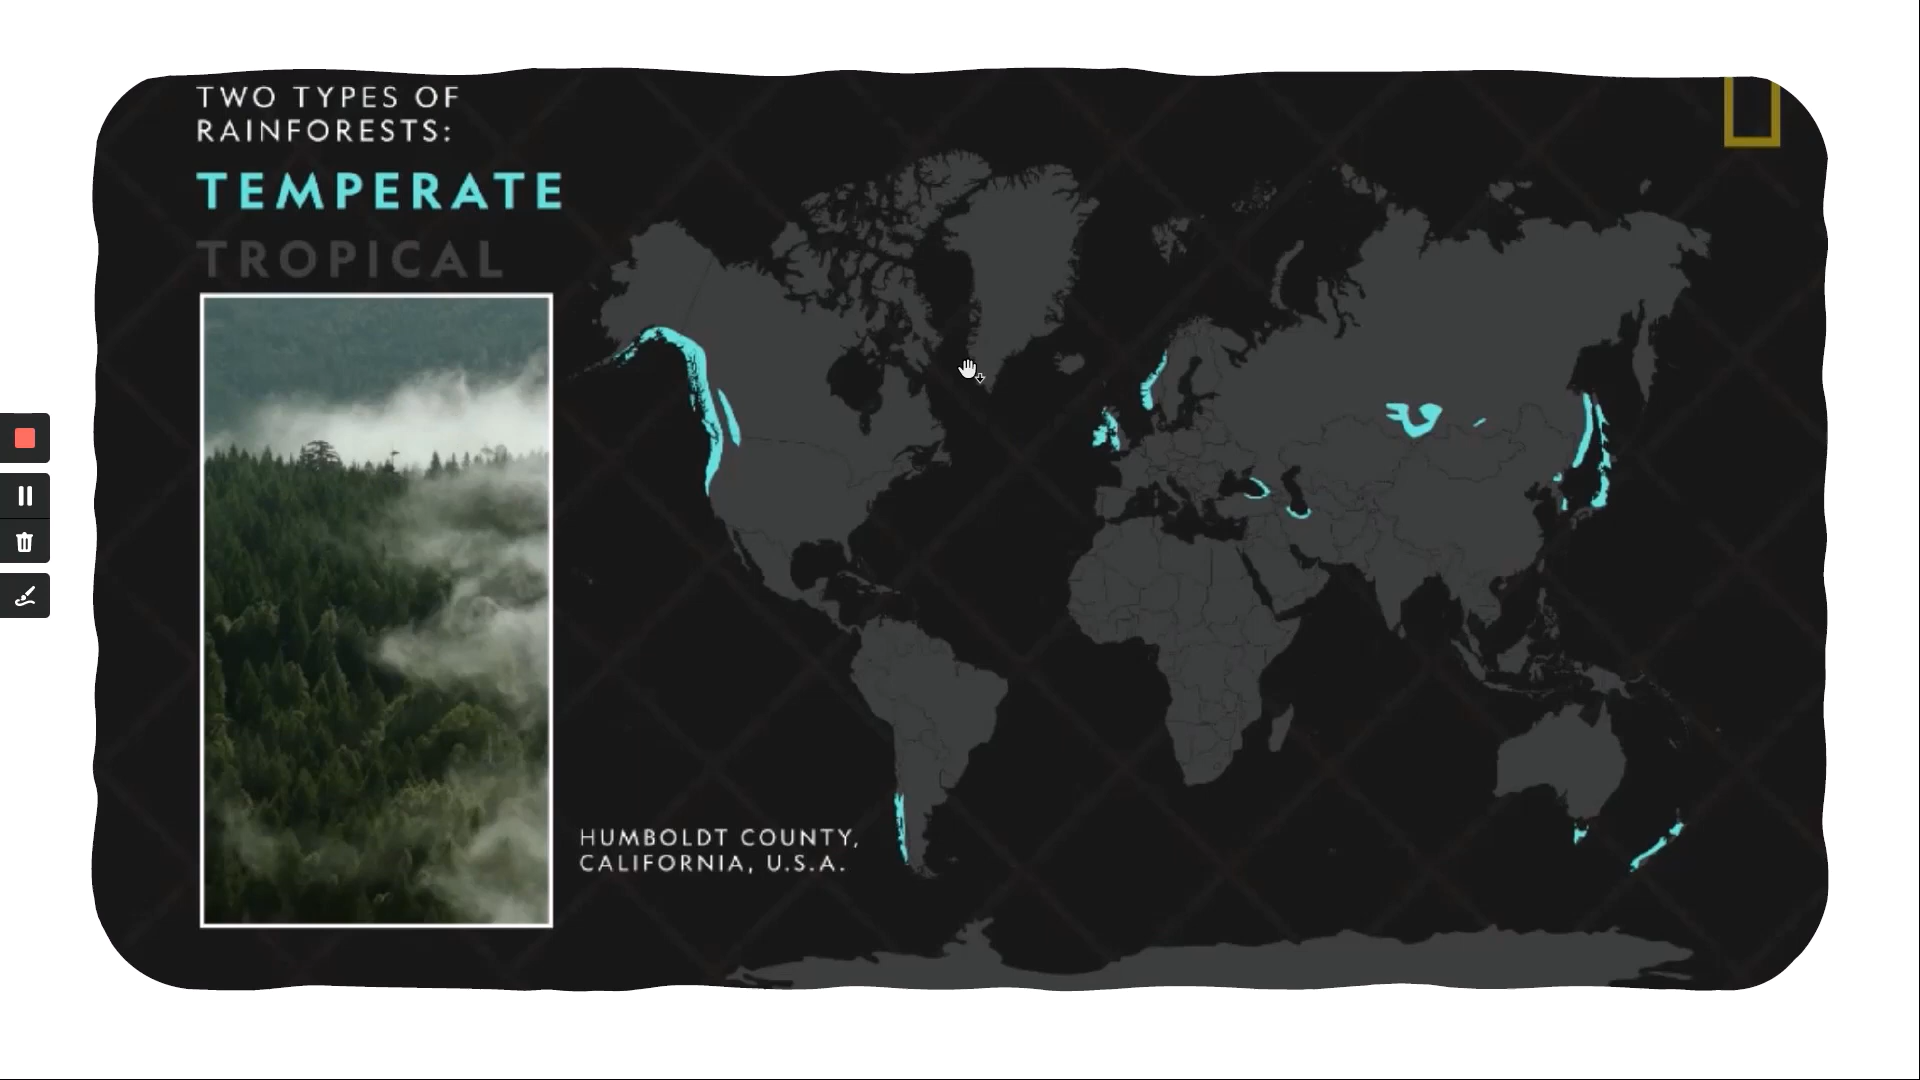 TWO TYPES OF
RAINFORESTS:
TEMPERATE
TROPICAL
HUMBOLDT COUNTY,
CALIFORNIA, U.S.A.